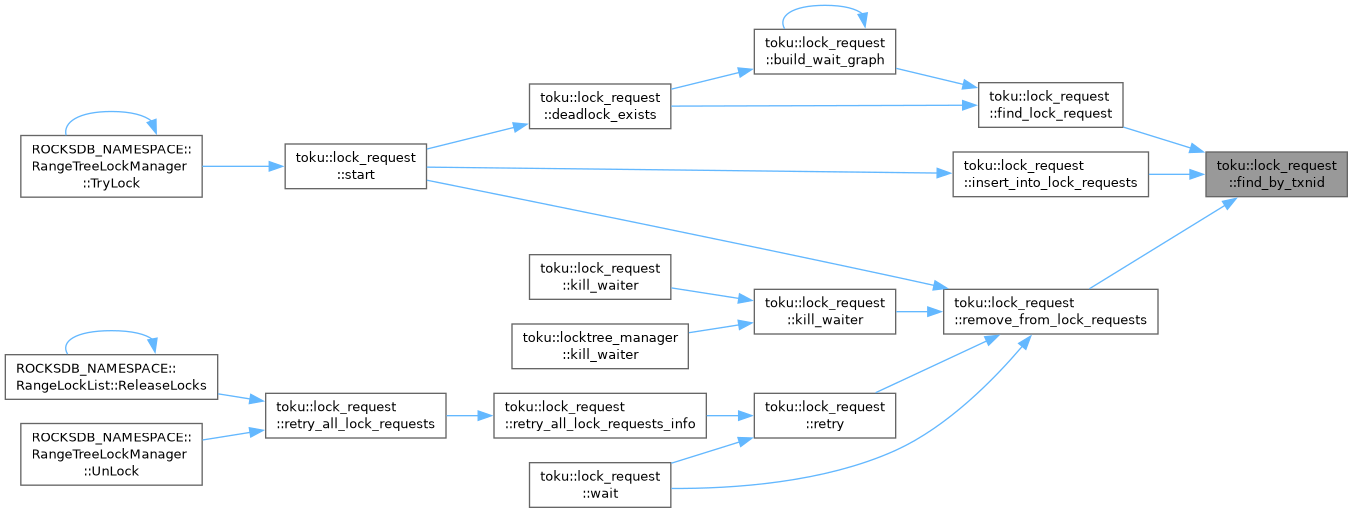 toku::lock_request
::build_wait_graph
toku::lock_request
::deadlock_exists
toku::lock_request
::find_lock_request
ROCKSDB_NAMESPACE::
RangeTreeLockManager
::TryLock
toku::lock_request
::start
toku::lock_request
::insert_into_lock_requests
toku::lock_request
::find_by_txnid
toku::lock_request
::kill_waiter
toku::lock_request
::kill_waiter
toku::lock_request
::remove_from_lock_requests
toku::locktree_manager
::kill_waiter
ROCKSDB_NAMESPACE::
RangeLockList::ReleaseLocks
toku::lock_request
::retry_all_lock_requests
toku::lock_request
::retry_all_lock_requests_info
toku::lock_request
::retry
ROCKSDB_NAMESPACE::
RangeTreeLockManager
::UnLock
toku::lock_request
::wait